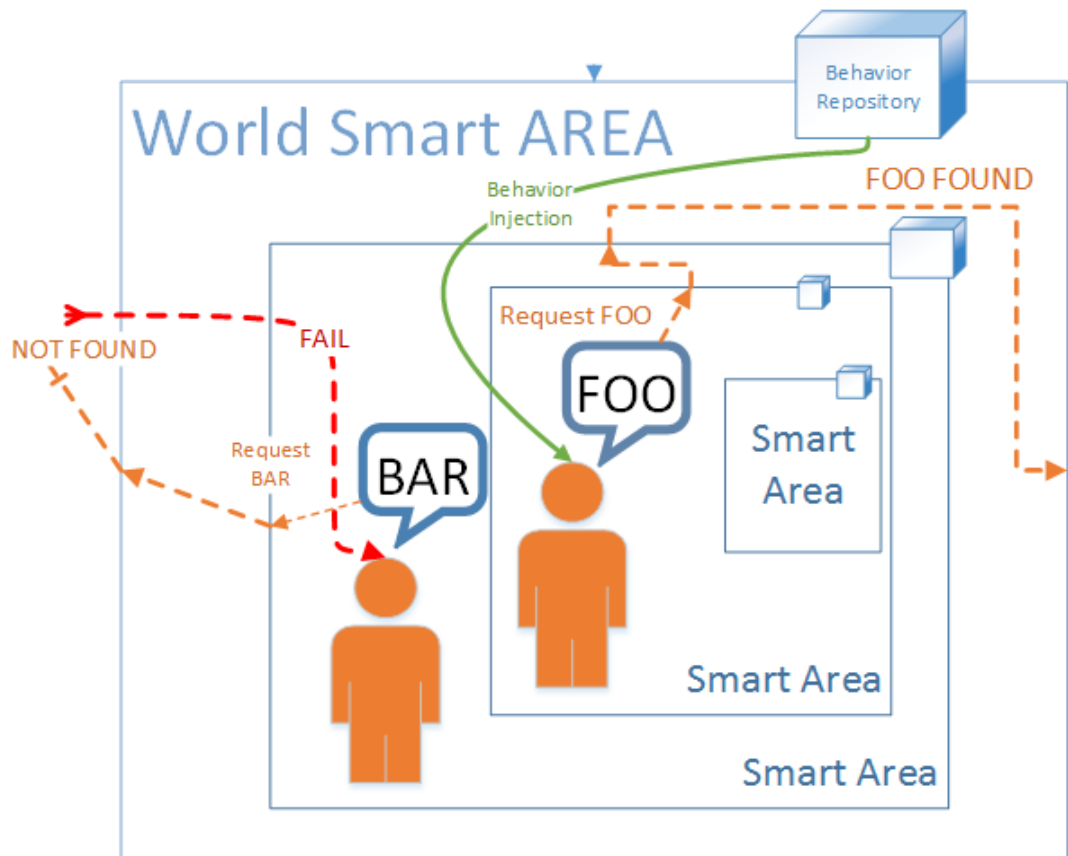 Behavior
Repository
World Smart AREA
Behavior
Injection
FOO FOUND
Request FOO
FAIL
NOT FOUND
FOO
Request
BAR
BAR
Smart
Area
Smart Area
Smart Area